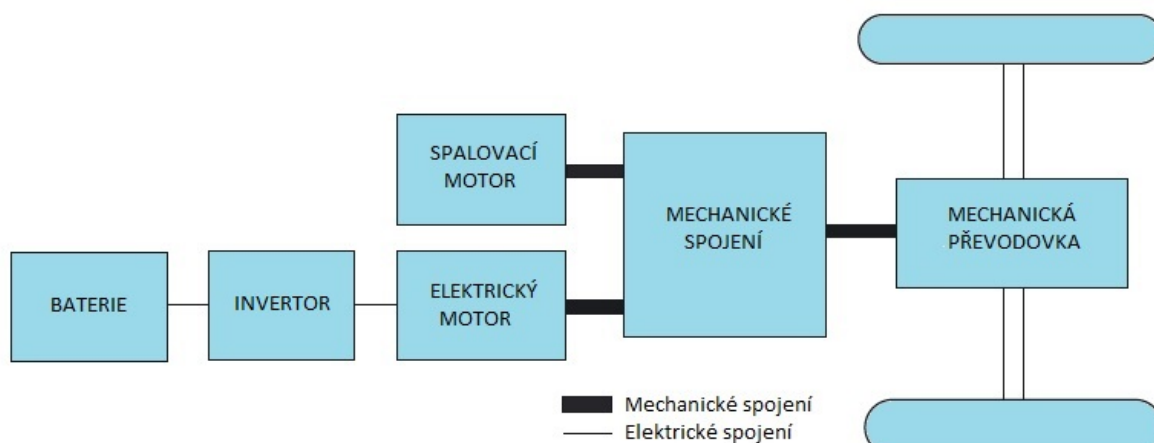 SPALOVACÍ
MOTOR
MECHANICKÉ
SPOJENÍ
MECHANICKÁ
PŘEVODOVKA
BATERIE
INVERTOR
ELEKTRICKÝ
MOTOR
Mechanické spojení
Elektrické spojení